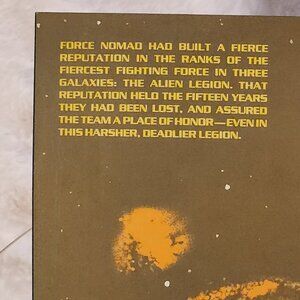 FORCE NOMAD HAD BUILT A FIERCE
REPUTATION IN THE RANKS OF THE
FIERCEST FIGHTING FORCE IN THREE
GALAXIES: THE ALIEN LEGION. THAT
REPUTATION HELD THE FIFTEEN YEARS
THEY HAD BEEN LOST, AND ASSURED
THE TEAM A PLACE OF HONOR—EVEN IN
THIS HARSHER, DEADLIER LEGION.